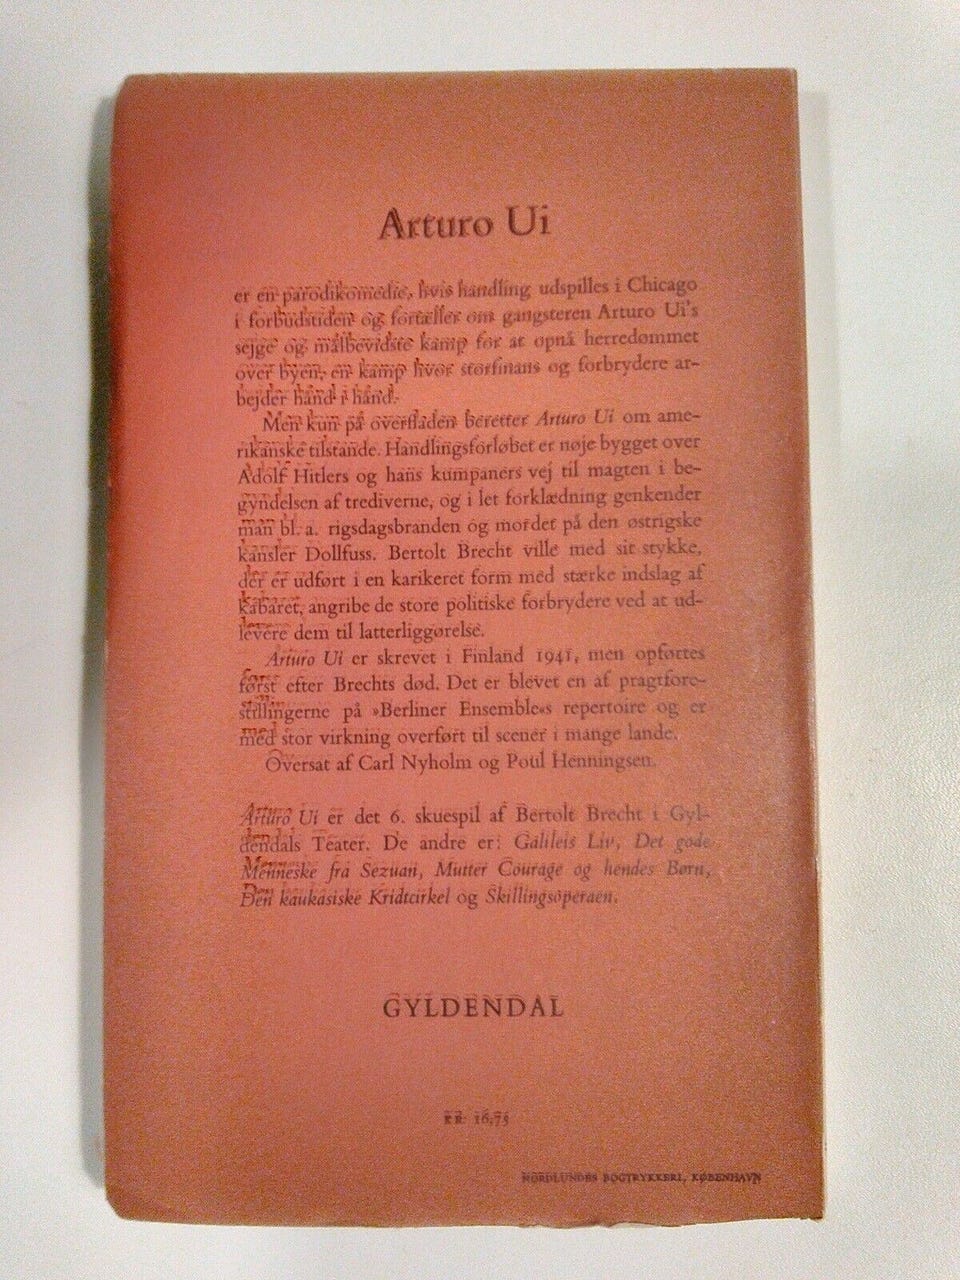 Arturo Ui
er en parodikomedie, hvis handling udspilles i Chicago
i forbudstiden og fortæller om gangsteren Arturo Ui's
sejge og målbevidste kamp for at opnå herredømmet
over byen, en kamp hvor storfinans og forbrydere ar-
bejder hånd i hånd.
Men kun på overfladen beretter Arturo Ui om ame-
rikanske tilstande. Handlingsforløbet er nøje bygget over
Adolf Hitlers og hans kumpaners vej til magten i be-
gyndelsen af trediverne, og i let forklædning genkender
man bl. a. rigsdagsbranden og mordet på den østrigske
kansler Dollfuss. Bertolt Brecht ville med sit stykke,
der er udført i en karikeret form med stærke indslag af
kabaret, angribe de store politiske forbrydere ved at ud-
levere dem til latterliggørelse.
Arturo Ui er skrevet i Finland 1941, men opførtes
først efter Brechts død. Det er blevet en af pragtfore-
stillingerne på »Berliner Ensemble«s repertoire og er
med stor virkning overført til scener i mange lande.
Oversat af Carl Nyholm og Poul Henningsen.
Arturo Ui er det 6. skuespil af Bertolt Brecht i Gyl-
dendals Teater. De andre er: Galileis Liv, Det gode
Menneske fra Sezuan, Mutter Courage og hendes Børn,
Den kaukasiske Kridtcirkel og Skillingsoperaen.
GYLDENDAL
KR. 16,75
NORDLUNDES BOGTRYKKERI, KØBENHAVN